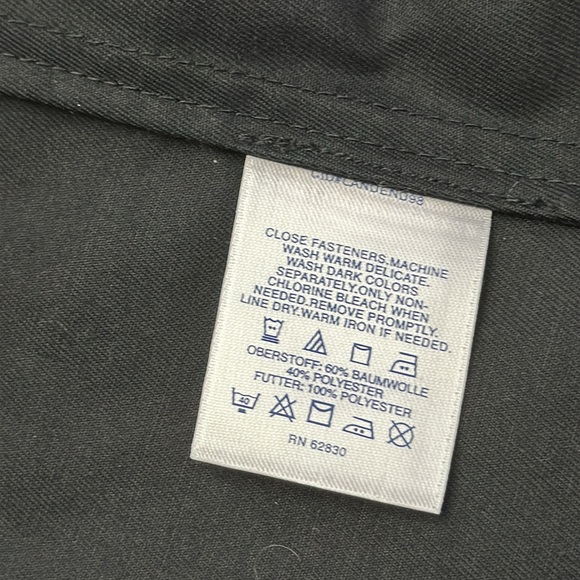 CLOSE FASTENERS.MACHINE
WASH WARM DELICATE.
WASH DARK COLORS
SEPARATELY.ONLY NON-
CHLORINE BLEACH WHEN
NEEDED.REMOVE PROMPTLY.
LINE DRY.WARM IRON IF NEEDED.
OBERSTOFF: 60% BAUMWOLLE
40% POLYESTER
FUTTER: 100% POLYESTER
40
RN 62830